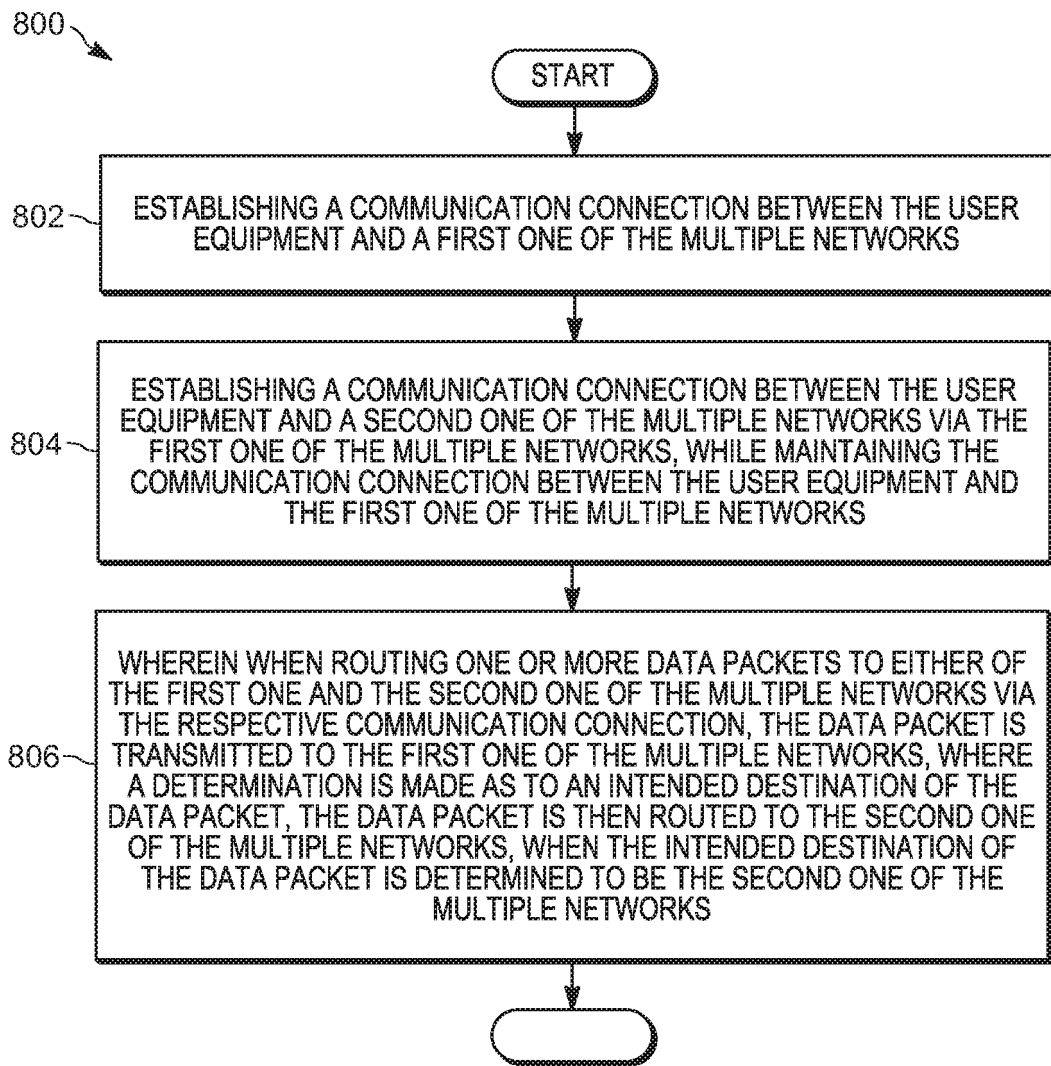 800
START
802
ESTABLISHING A COMMUNICATION CONNECTION BETWEEN THE USER
EQUIPMENT AND A FIRST ONE OF THE MULTIPLE NETWORKS
804
ESTABLISHING A COMMUNICATION CONNECTION BETWEEN THE USER
EQUIPMENT AND A SECOND ONE OF THE MULTIPLE NETWORKS VIA THE
FIRST ONE OF THE MULTIPLE NETWORKS, WHILE MAINTAINING THE
COMMUNICATION CONNECTION BETWEEN THE USER EQUIPMENT AND
THE FIRST ONE OF THE MULTIPLE NETWORKS
806
WHEREIN WHEN ROUTING ONE OR MORE DATA PACKETS TO EITHER OF
THE FIRST ONE AND THE SECOND ONE OF THE MULTIPLE NETWORKS VIA
THE RESPECTIVE COMMUNICATION CONNECTION, THE DATA PACKET IS
TRANSMITTED TO THE FIRST ONE OF THE MULTIPLE NETWORKS, WHERE
A DETERMINATION IS MADE AS TO AN INTENDED DESTINATION OF THE
DATA PACKET, THE DATA PACKET IS THEN ROUTED TO THE SECOND ONE
OF THE MULTIPLE NETWORKS, WHEN THE INTENDED DESTINATION OF
THE DATA PACKET IS DETERMINED TO BE THE SECOND ONE OF THE
MULTIPLE NETWORKS